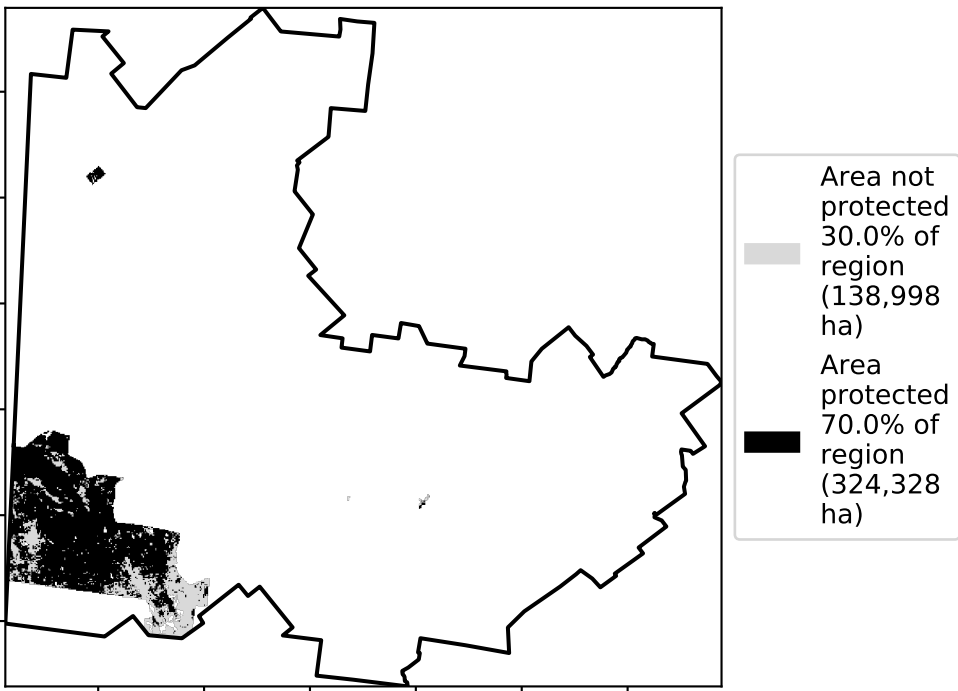 Area not
protected
30.0% of
region
(138,998
ha)
Area
protected
70.0% of
region
(324,328
ha)